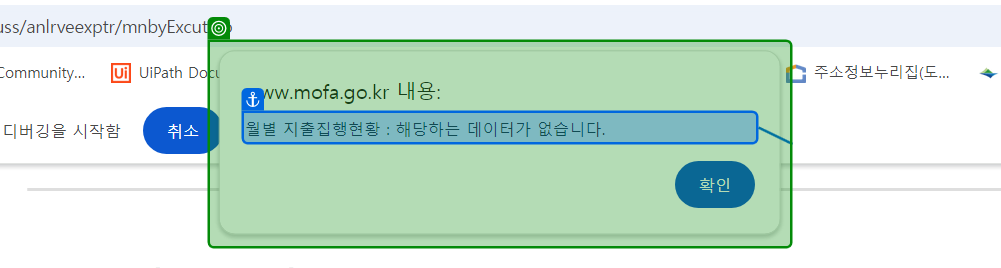 uss/anlrveexptr/mnbyExcut
Community...
UiPath Docu
주소정보누리집(도...
www.mofa.go.kr 내용:
디버깅을 시작함
취소
월별 지출집행현황 : 해당하는 데이터가 없습니다.
확인